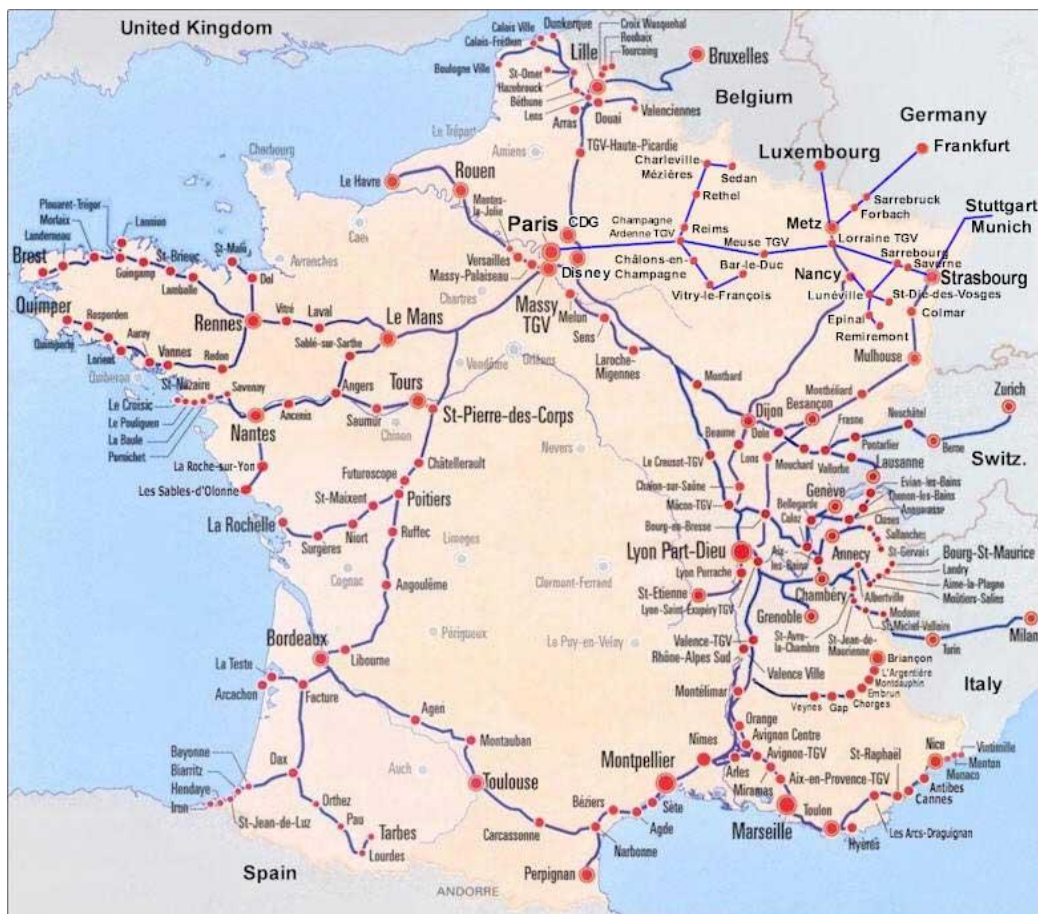 United Kingdom
Calais Ville
Dunkerque
Croix Wasquehal
Roubaix
Tourcoing
Calais-Fréthun
Lille
Bruxelles
Boulogne Ville
St-Omer
Hazebrouck
Béthune
Lens
Belgium
Arras
Douai
Valenciennes
Germany
Le Tréport
Amiens
TGV-Haute-Picardie
Charleville
Mézières
Sedan
Luxembourg
Frankfurt
Cherbourg
Le Havre
Rouen
Rethel
Sarrebruck
Forbach
Mantes-
la-Jolie
Stuttgart
Munich
Plouaret-Trégor
Lannion
Morlaix
Landerneau
Caen
Paris
CDG
Champagne
Ardenne TGV
Reims
Metz
Lorraine TGV
Meuse TGV
Brest
Guingamp
St-Brieuc
Lamballe
St-Malo
Dol
Avranches
Versailles
Massy-Palaiseau
Disney
Châlons-en-
Champagne
Bar-le-Duc
Vitry-le-François
Nancy
Sarrebourg
Saverne
Strasbourg
Lunéville
St-Dié-des-Vosges
Quimper
Rosporden
Chartres
Massy
TGV
Melun
Epinal
Remiremont
Colmar
Quimperlé
Lorient
Auray
Vannes
Redon
Rennes
Vitré
Laval
Le Mans
Sablé-sur-Sarthe
Sens
Laroche-
Migennes
Mulhouse
Quiberon
Vendôme
Orléans
Montbard
Montbéliard
St-Nazaire
Savenay
Le Croisic
Le Pouliguen
La Baule
Pornichet
Angers
Tours
Ancenis
Saumur
Chinon
St-Pierre-des-Corps
Dijon
Besançon
Zurich
Nantes
Nevers
Beaune
Dole
Frasne
Neuchâtel
Pontarlier
Berne
Switz.
La Roche-sur-Yon
Les Sables-d'Olonne
Futuroscope
Châtellerault
Le Creusot-TGV
Lons
Mouchard
Vallorbe
Lausanne
St-Maixent
Poitiers
Chalon-sur-Saône
Mâcon-TGV
Genève
Evian-les-Bains
Thonon-les-Bains
Annemasse
Bellegarde
Culoz
La Rochelle
Surgères
Niort
Ruffec
Bourg-en-Bresse
Cluses
Sallanches
Cognac
Limoges
Clermont-Ferrand
Lyon Part-Dieu
Lyon Perrache
Aix-
les-Bains
Annecy
St-Gervais
Bourg-St-Maurice
Landry
Aime-la-Plagne
Moûtiers-Salins
Angoulême
St-Etienne
Lyon-Saint-Exupéry TGV
Chambéry
Albertville
Modane
St-Michel-Valloire
Grenoble
Turin
Milan
Périgueux
Le Puy-en-Velay
Valence-TGV
Rhône-Alpes Sud
St-Avre-
la-Chambre
St-Jean-de-
Maurienne
Bordeaux
Libourne
Valence Ville
Briançon
L'Argentière
Montdauphin
Embrun
Chorges
Gap
Veynes
Italy
La Teste
Arcachon
Facture
Montélimar
Agen
Orange
Avignon Centre
Avignon-TGV
Montauban
Nîmes
Arles
Miramas
St-Raphaël
Nice
Vintimille
Menton
Monaco
Antibes
Cannes
Bayonne
Biarritz
Hendaye
Irun
Dax
Auch
Toulouse
Montpellier
Aix-en-Provence-TGV
St-Jean-de-Luz
Orthez
Pau
Tarbes
Lourdes
Béziers
Sète
Agde
Marseille
Toulon
Hyères
Les Arcs-Draguignan
Carcassonne
Narbonne
Spain
ANDORRE
Perpignan